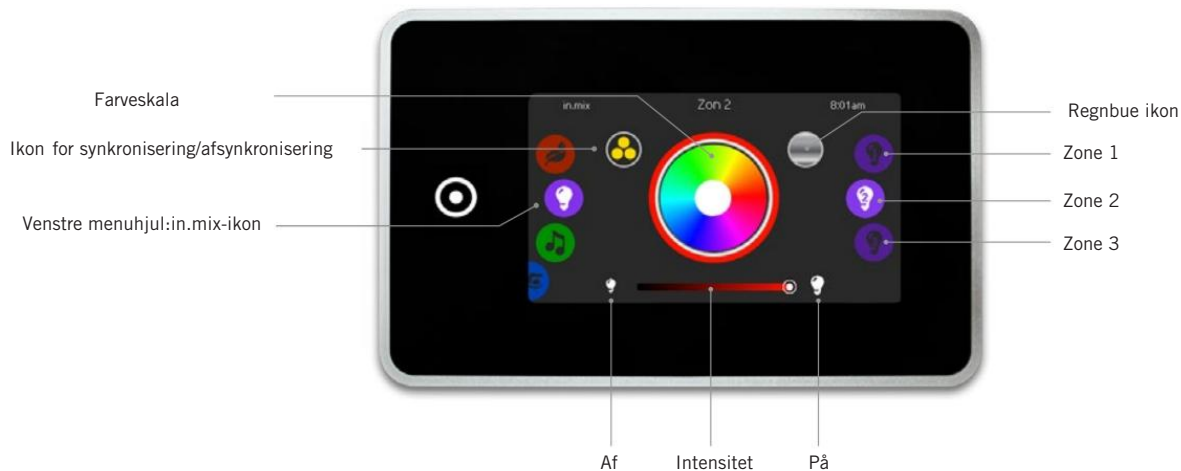 Farveskala
Ikon for synkronisering/afsynkronisering
Venstre menuhjul:in.mix-ikon
in.mix
Zon 2
8:01am
2
Regnbue ikon
Zone 1
Zone 2
Zone 3
Af
Intensitet
På